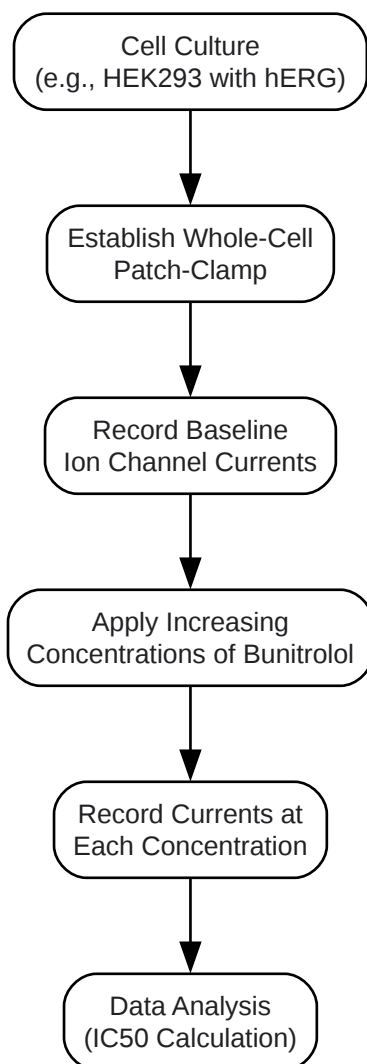 Cell Culture
(e.g., HEK293 with hERG)
Establish Whole-Cell
Patch-Clamp
Record Baseline
Ion Channel Currents
Apply Increasing
Concentrations of Bunitrolol
Record Currents at
Each Concentration
Data Analysis
(IC50 Calculation)